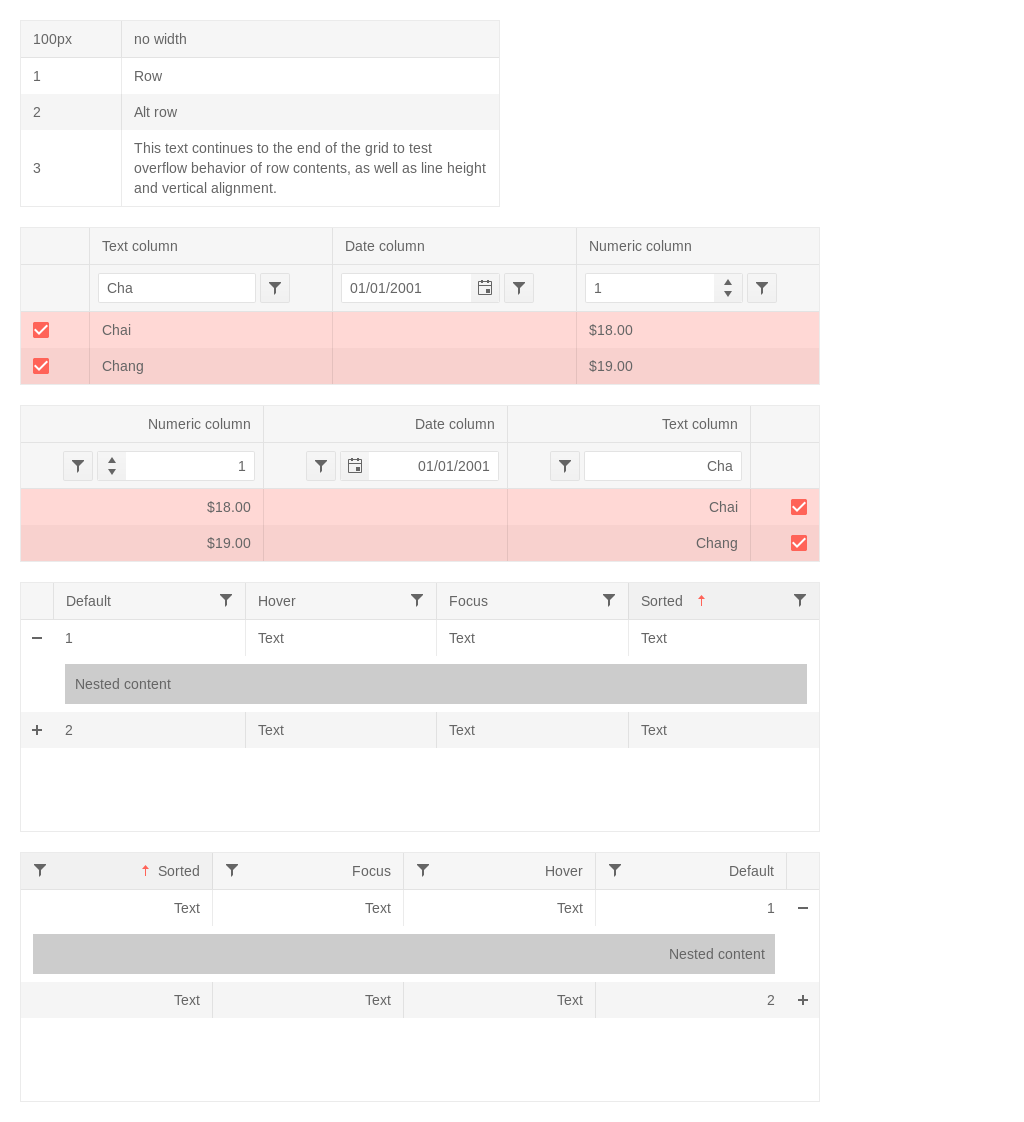 100px no width
1 Row
2 Alt row
3 This text continues to the end of the grid to test
overflow behavior of row contents, as well as line height
and vertical alignment.
Text column Date column Numeric column
Cha 01/01/2001 1
Chai $18.00
Chang $19.00
Numeric column Date column Text column
1 01/01/2001 Cha
$18.00 Chai
$19.00 Chang
Default Hover Focus Sorted
1 Text Text Text
Nested content
2 Text Text Text
Sorted Focus Hover Default
Text Text Text 1
Nested content
Text Text Text 2